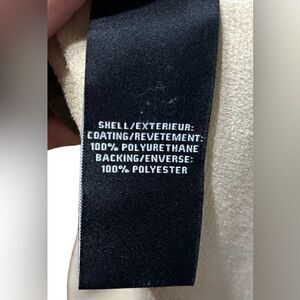 SHELL/EXTERIEUR:
COATING/REVETEMENT:
100% POLYURETHANE
BACKING/ENVERSE:
100% POLYESTER